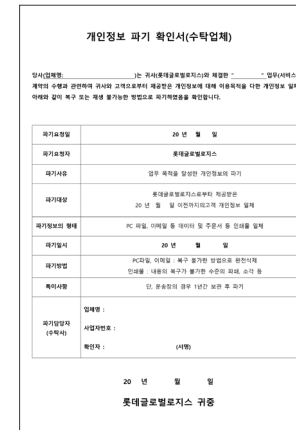 개인정보 파기 확인서(수탁업체)
당사(업체명:                    )는 귀사(롯데글로벌로지스)와 체결한 "          " 업무(서비스
계약의 수행과 관련하여 귀사와 고객으로부터 제공받은 개인정보에 대해 이용목적을 다한 개인정보 일체
아래와 같이 복구 또는 재생 불가능한 방법으로 파기하였음을 확인합니다.
파기요청일 20 년 월 일
파기요청자 롯데글로벌로지스
파기사유 업무 목적을 달성한 개인정보의 파기
파기대상 롯데글로벌로지스로부터 제공받은
20 년 월 일 이전까지의고객 개인정보 일체
파기정보의 형태 PC 파일, 이메일 등 데이터 및 주문서 등 인쇄물 일체
파기일시 20 년 월 일
파기방법 PC파일, 이메일 : 복구 불가한 방법으로 완전삭제
인쇄물 : 내용의 복구가 불가한 수준의 파쇄, 소각 등
특이사항 단, 운송장의 경우 1년간 보관 후 파기
파기담당자
(수탁사)
업체명 :
사업자번호 :
확인자 :                (서명)
20 년 월 일
롯데글로벌로지스 귀중